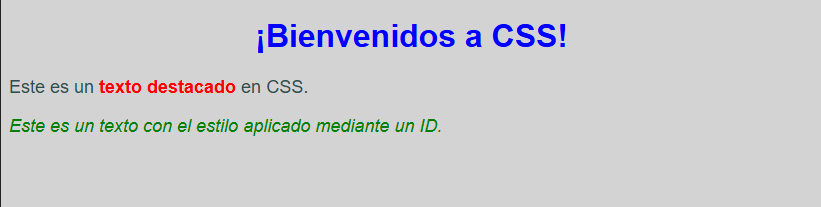 ¡Bienvenidos a CSS!
Este es un texto destacado en CSS.
Este es un texto con el estilo aplicado mediante un ID.